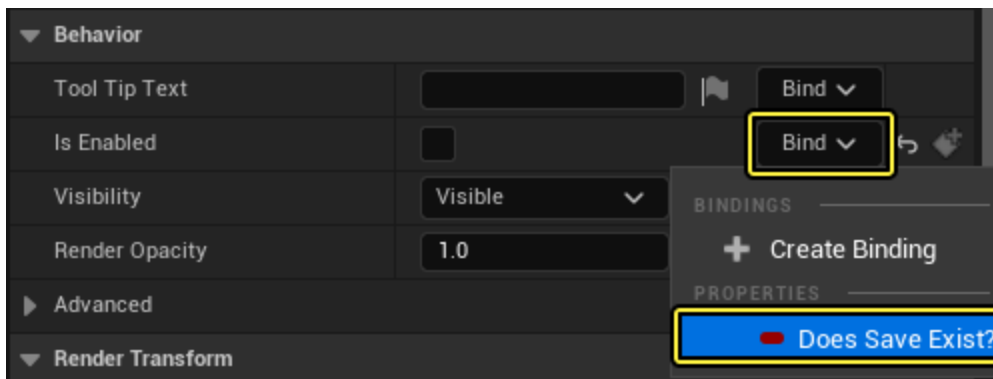 Behavior
Tool Tip Text Bind
Is Enabled Bind
Visibility Visible
BINDINGS
Create Binding
Render Opacity 1.0
PROPERTIES
Advanced
Does Save Exist?
Render Transform